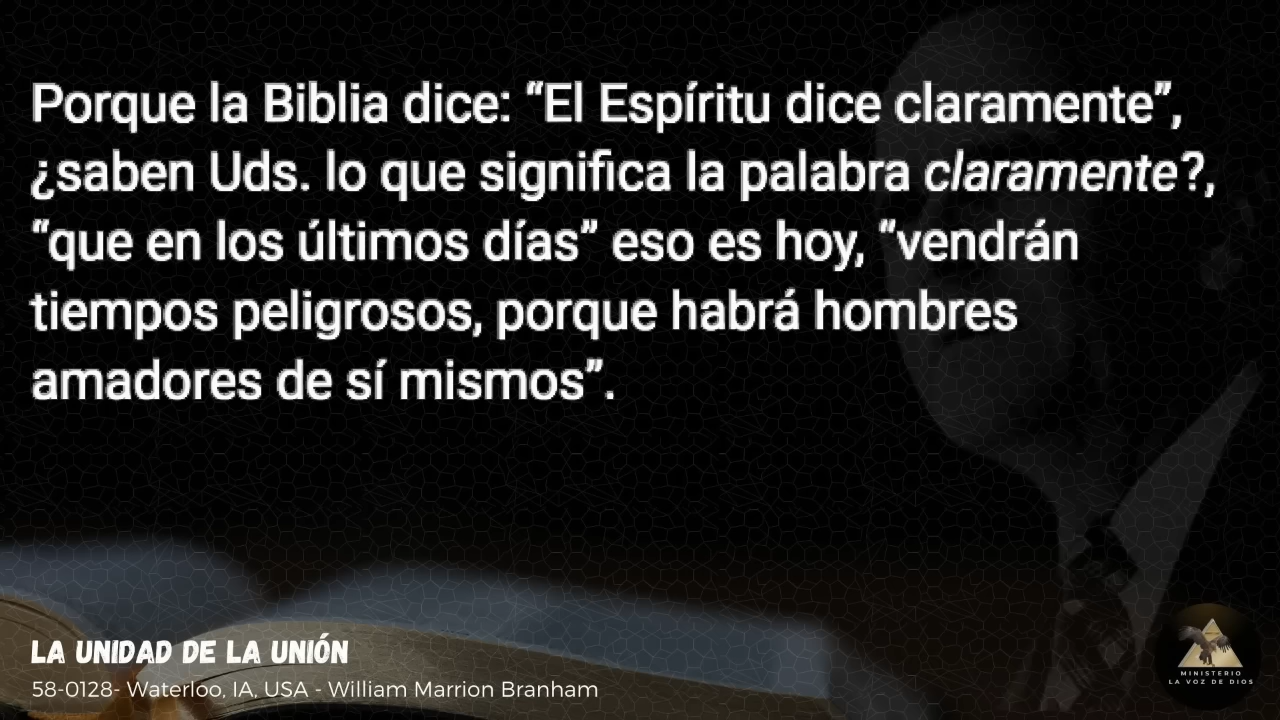 Porque la Biblia dice: “El Espíritu dice claramente”,
¿saben Uds. lo que significa la palabra claramente?,
“que en los últimos días” eso es hoy, “vendrán
tiempos peligrosos, porque habrá hombres
amadores de sí mismos”.
LA UNIDAD DE LA UNIÓN
58-0128- Waterloo, IA, USA - William Marrion Branham
MINISTERIO
LA VOZ DE DIOS